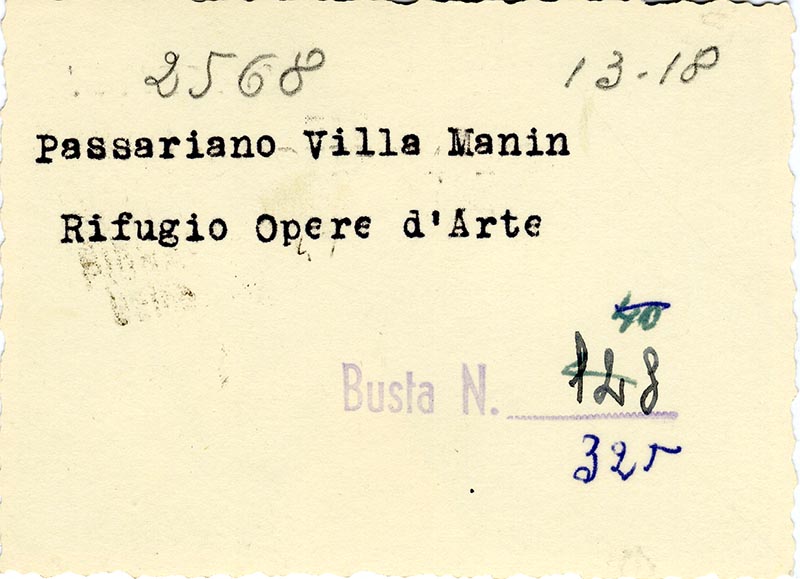 2568 13-18
Passariano Villa Manin
Rifugio Opere d'Arte
40
Busta N. 128
325